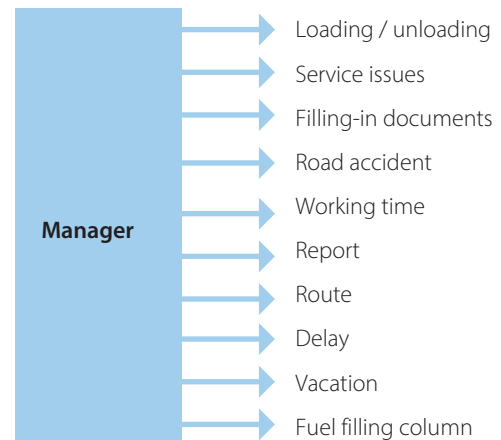 Loading / unloading
Service issues
Filling-in documents
Road accident
Working time
Manager
Report
Route
Delay
Vacation
Fuel filling column